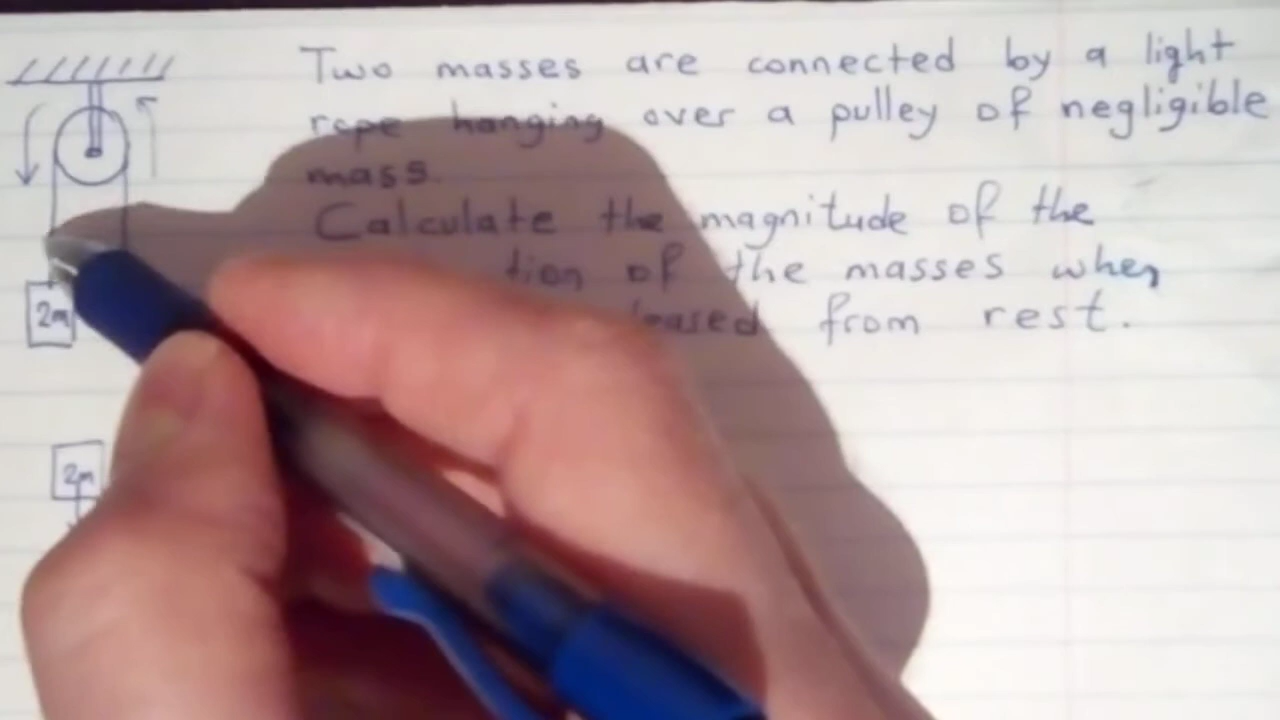 Two masses are connected by a light
rope hanging over a pulley of negligible
mass.
Calculate the magnitude of the
of the masses when
from rest.
2m
2m